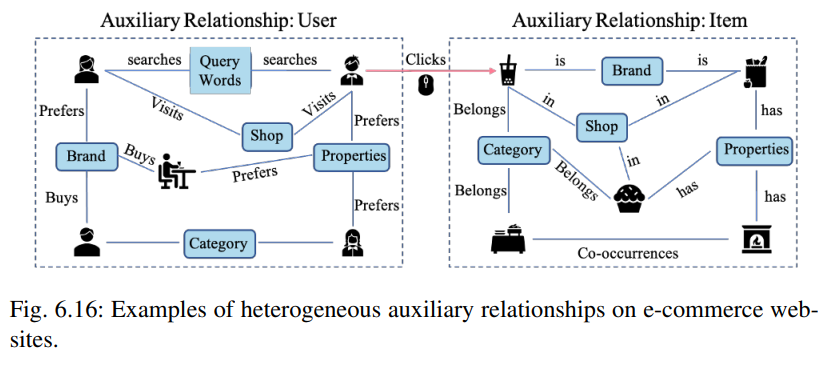 Auxiliary Relationship: User
Auxiliary Relationship: Item
searches
Query
Words
searches
Clicks
is
Brand
is
Visits
Visits
Prefers
Shop
Prefers
Belongs
in
in
Shop
has
Brand
Buys
Prefers
Properties
Category
Belongs
in
has
Properties
Buys
Prefers
Belongs
has
Category
Co-occurrences
Fig. 6.16: Examples of heterogeneous auxiliary relationships on e-commerce web-
sites.